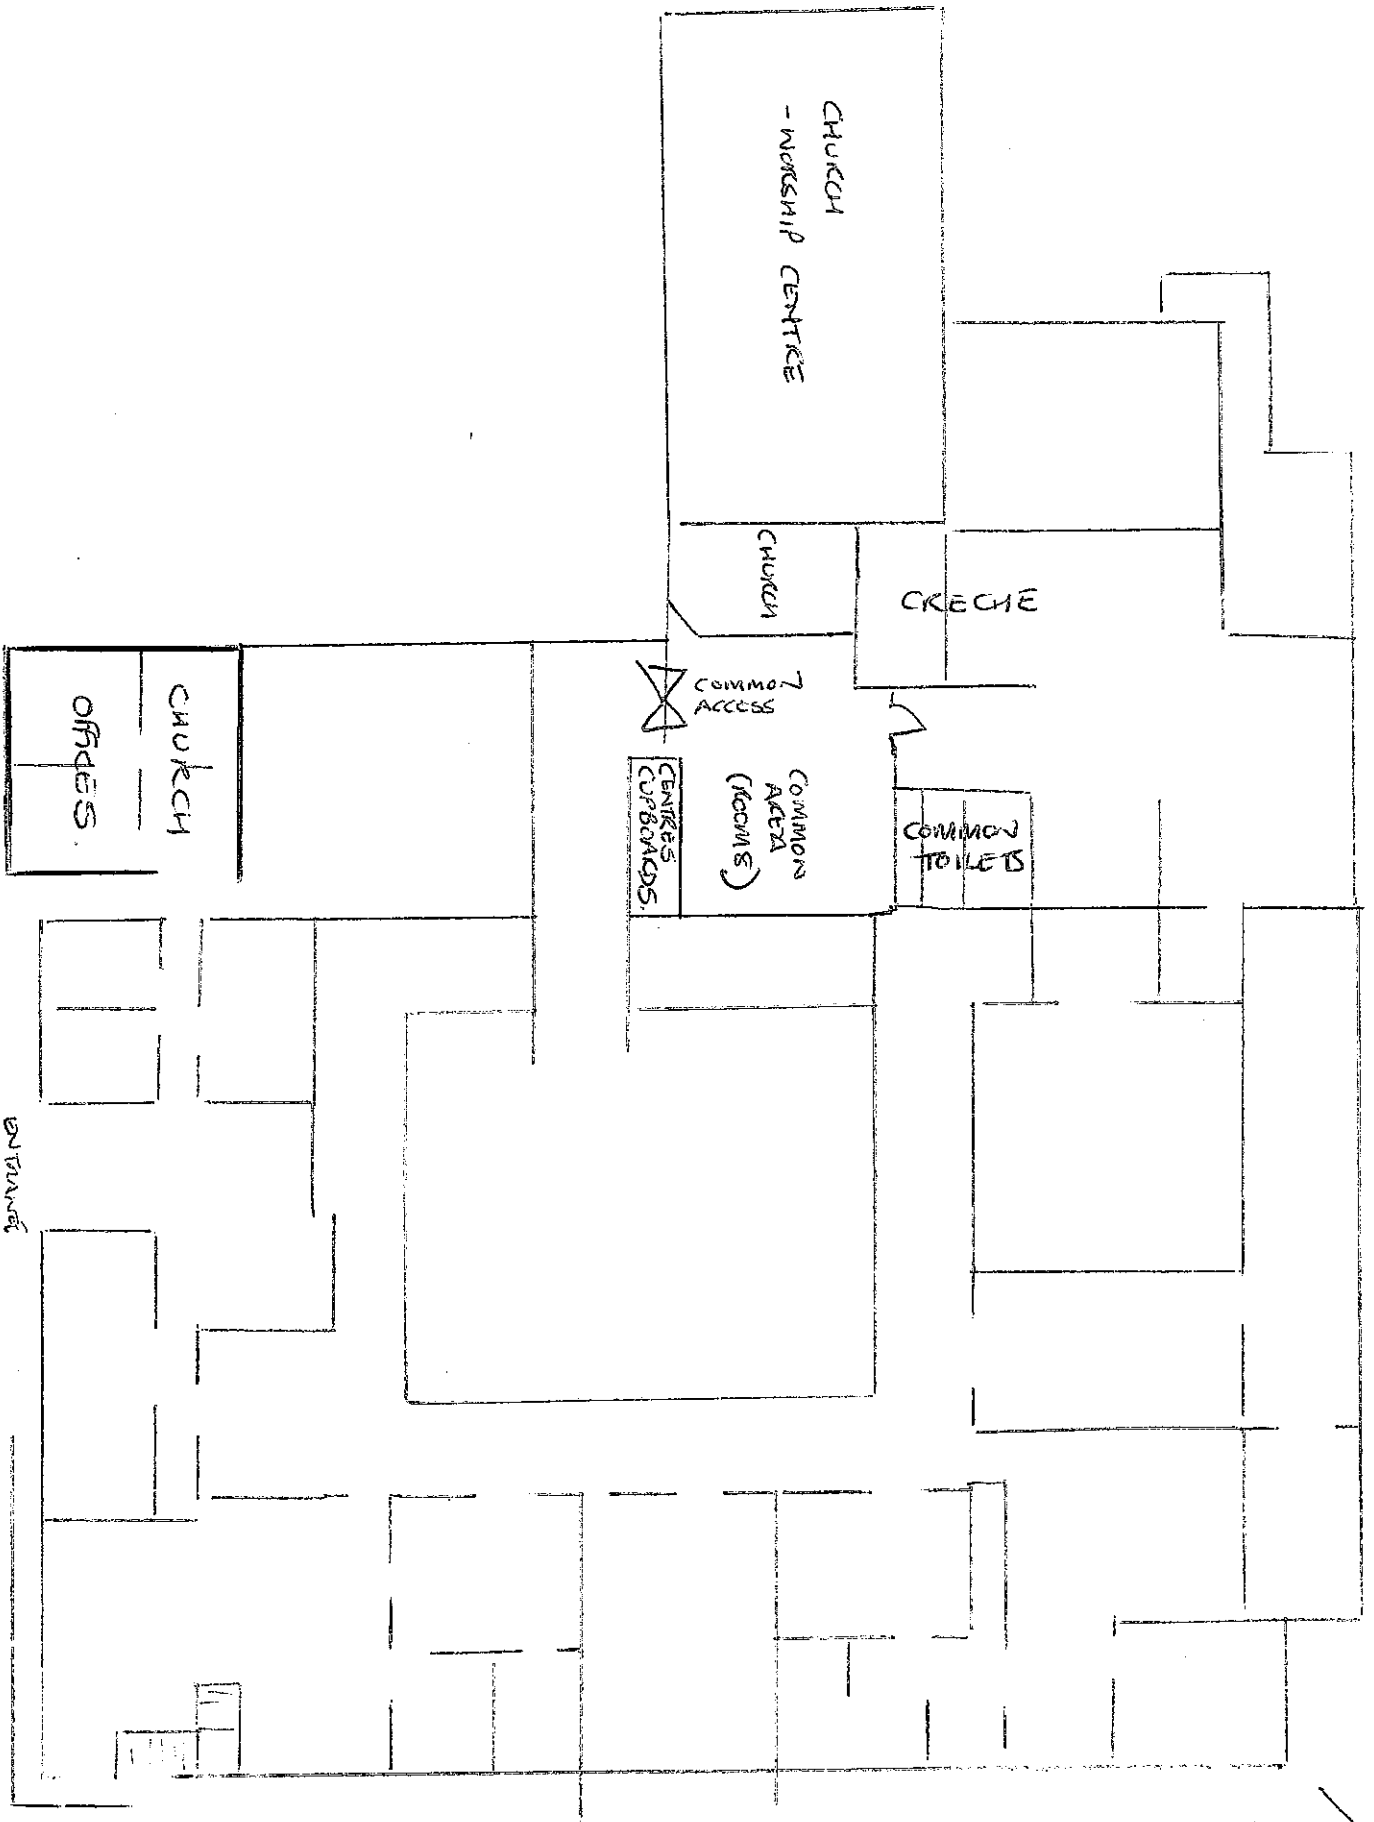 CHURCH
- WORSHIP CENTRE
CHURCH
CRECHE
COMMON
ACCESS
CHURCH
OFFICES
CENTRES
CUPBOARDS.
COMMON
AREA
(ROOMS)
COMMON
TOILETS
ENTRANCE